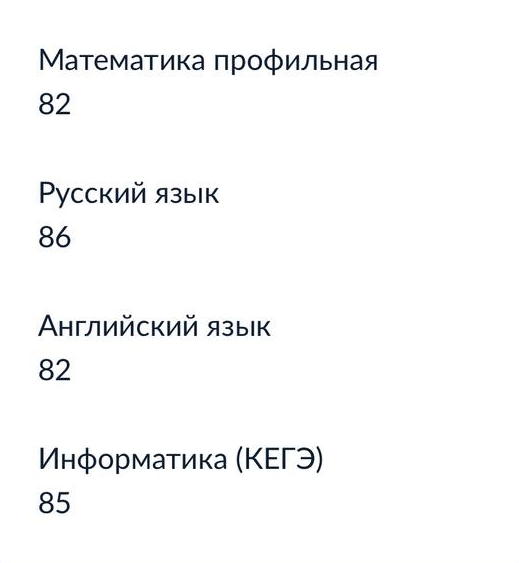 Математика профильная
82
Русский язык
86
Английский язык
82
Информатика (КЕГЭ)
85